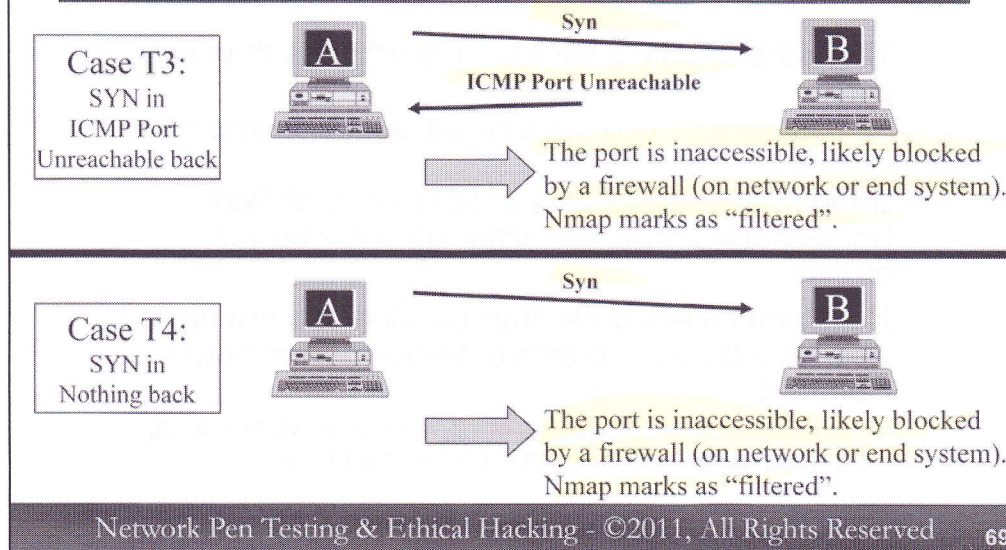 Case T3:
SYN in
ICMP Port
Unreachable back
A
Syn
B
ICMP Port Unreachable
The port is inaccessible, likely blocked
by a firewall (on network or end system).
Nmap marks as “filtered”.
Case T4:
SYN in
Nothing back
A
Syn
B
The port is inaccessible, likely blocked
by a firewall (on network or end system).
Nmap marks as “filtered”.
Network Pen Testing & Ethical Hacking - ©2011, All Rights Reserved